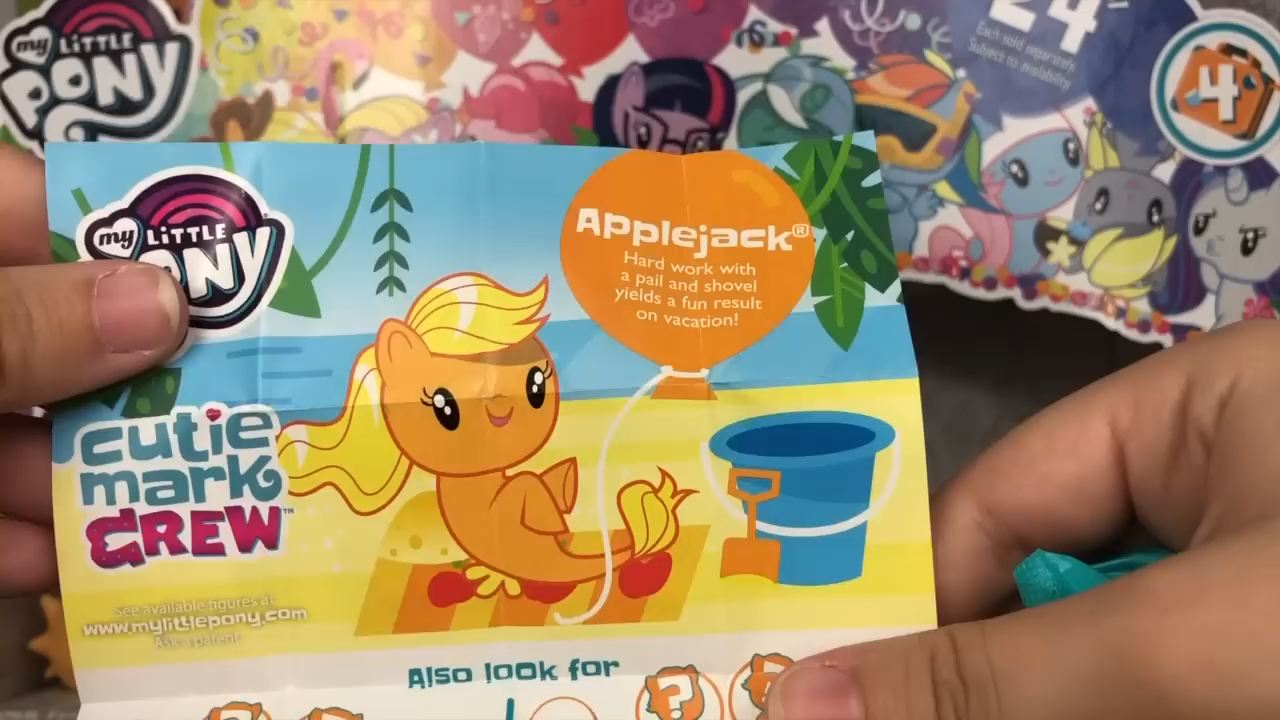 my LiTTLE
PONY
24
Each sold separately.
Subject to availability.
4
my LiTTLE
PONY
Applejack®
Hard work with
a pail and shovel
yields a fun result
on vacation!
cutie
mark
CREW™
See available figures at
www.mylittlepony.com
Ask a parent
Also look for
? ?